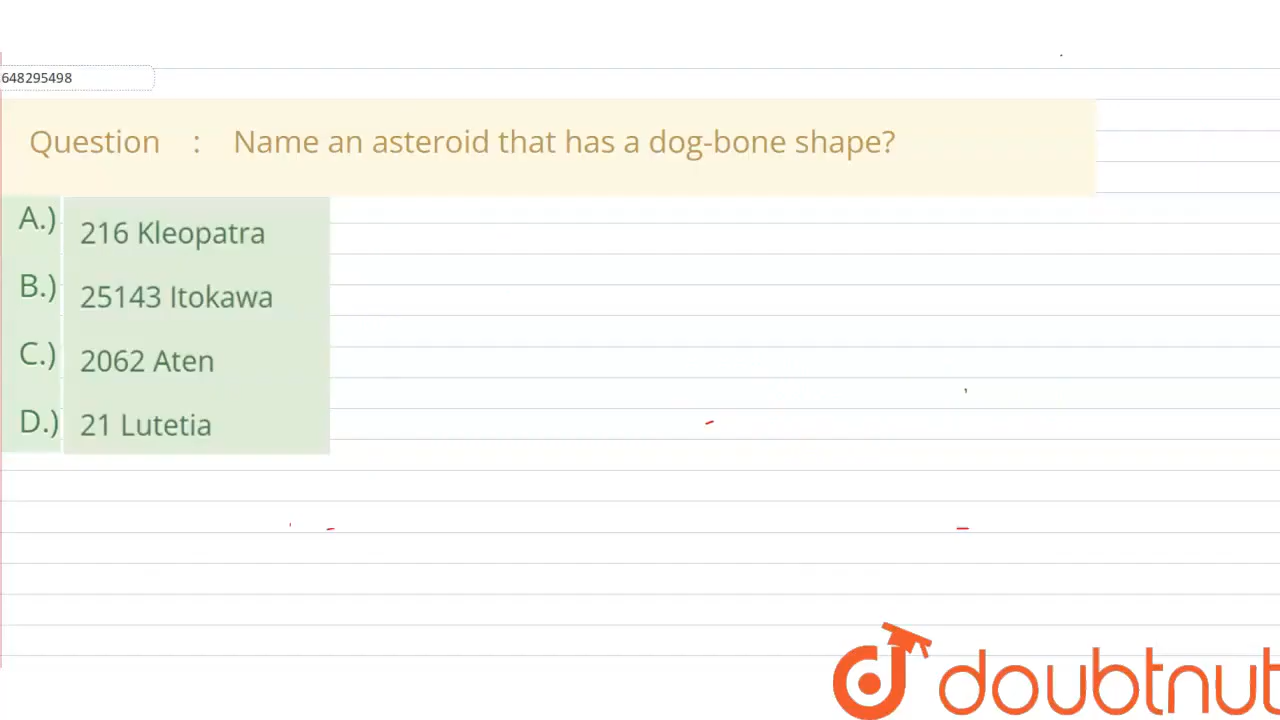 648295498
Question : Name an asteroid that has a dog-bone shape?
A.) 216 Kleopatra
B.) 25143 Itokawa
C.) 2062 Aten
D.) 21 Lutetia
doubtnut